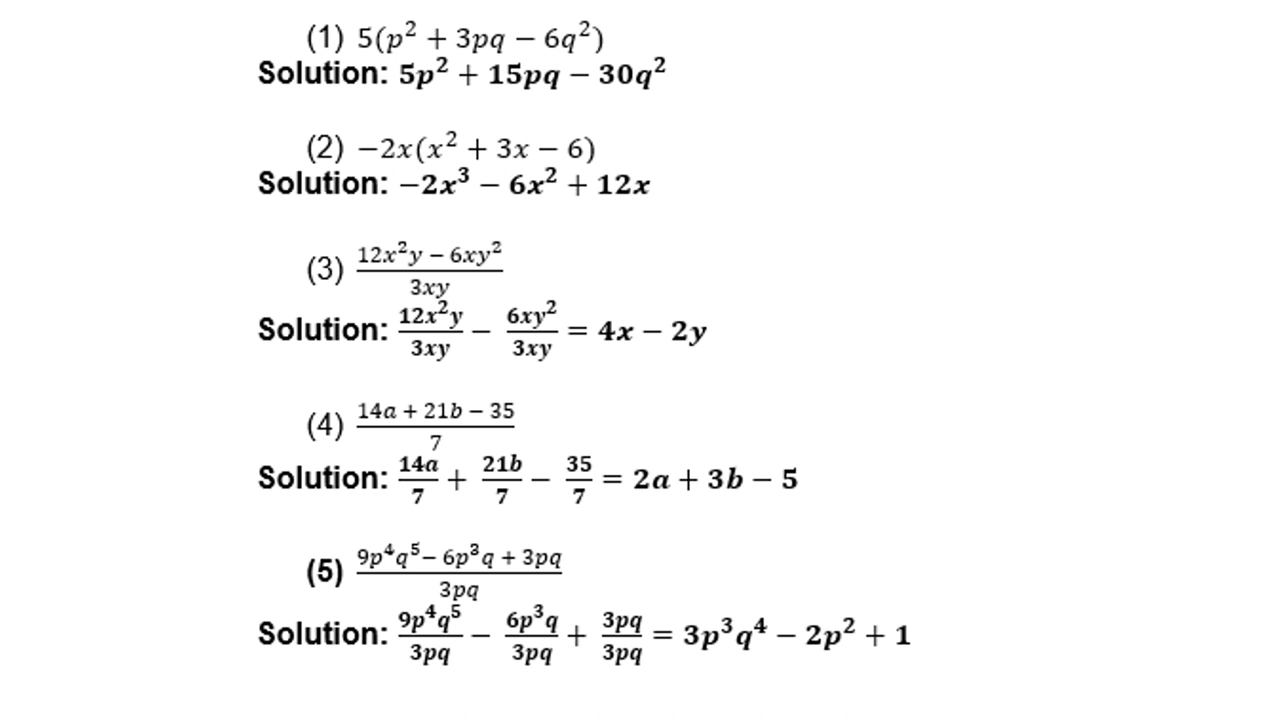 (1) 5(p² + 3pq − 6q²)
Solution: 5p² + 15pq − 30q²
(2) −2x(x² + 3x − 6)
Solution: −2x³ − 6x² + 12x
(3) (12x²y − 6xy²)/(3xy)
Solution: 12x²y/3xy − 6xy²/3xy = 4x − 2y
(4) (14a + 21b − 35)/7
Solution: 14a/7 + 21b/7 − 35/7 = 2a + 3b − 5
(5) (9p⁴q⁵ − 6p³q + 3pq)/(3pq)
Solution: 9p⁴q⁵/3pq − 6p³q/3pq + 3pq/3pq = 3p³q⁴ − 2p² + 1